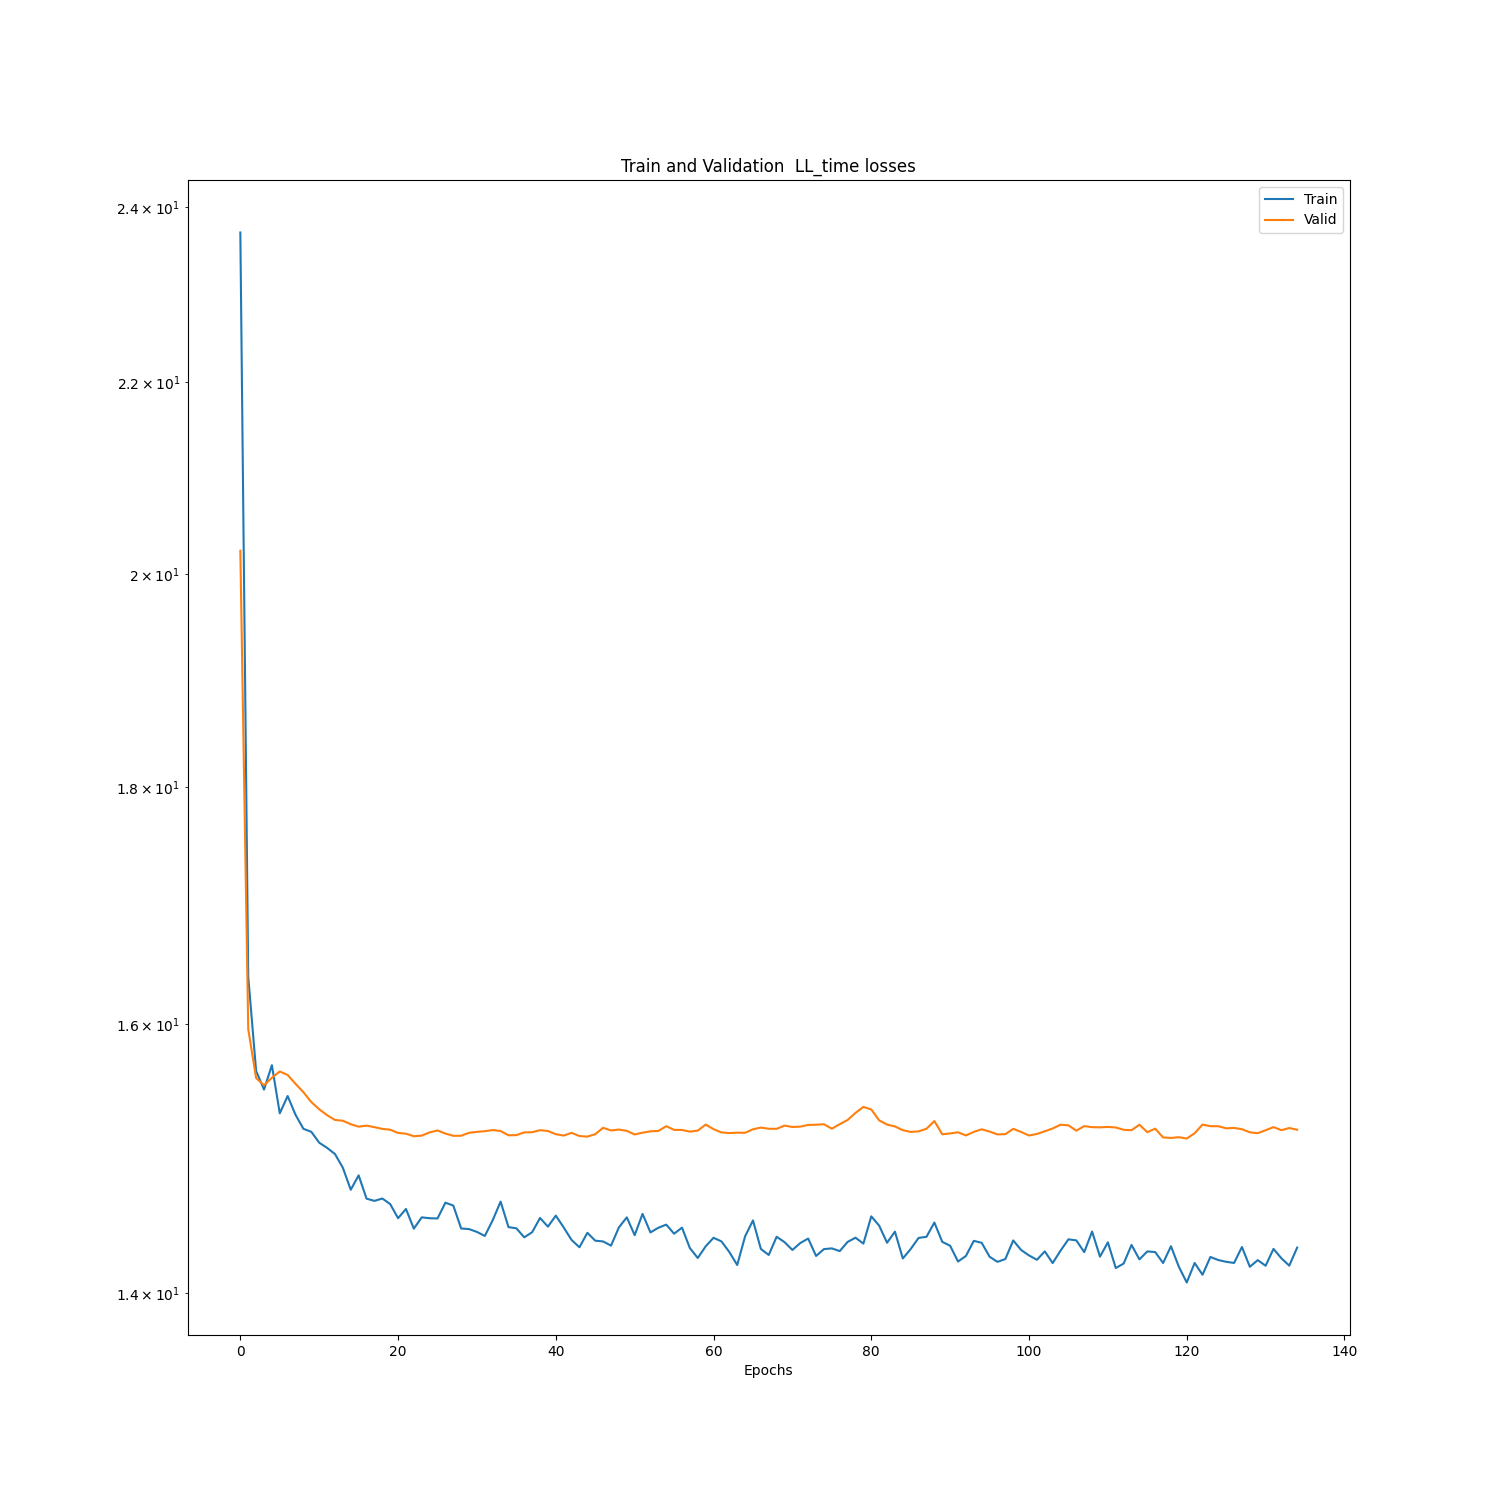 Train and Validation  LL_time losses
2.4 × 10¹
2.2 × 10¹
2 × 10¹
1.8 × 10¹
1.6 × 10¹
1.4 × 10¹
Train
Valid
0 20 40 60 80 100 120 140
Epochs